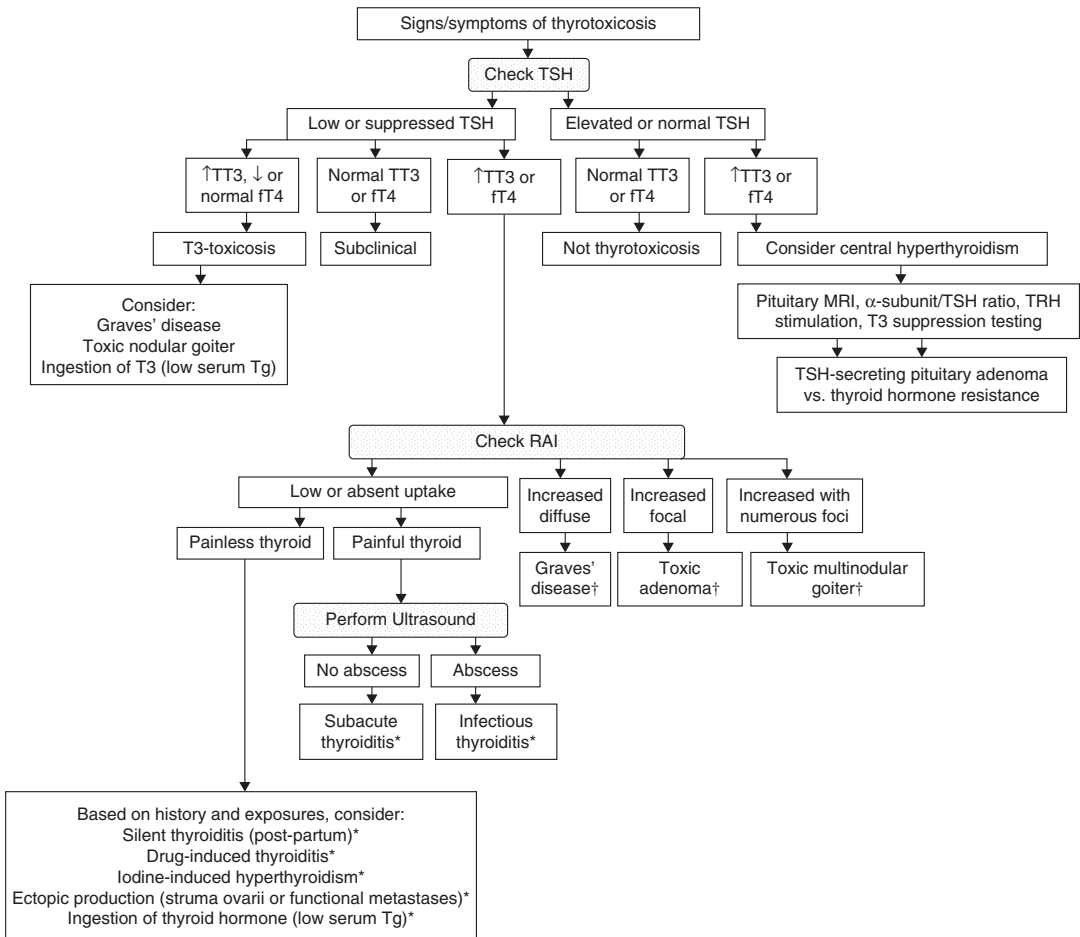 Signs/symptoms of thyrotoxicosis
Check TSH
Low or suppressed TSH
Elevated or normal TSH
↑TT3, ↓ or
normal fT4
Normal TT3
or fT4
↑TT3 or
fT4
Normal TT3
or fT4
↑TT3 or
fT4
T3-toxicosis
Subclinical
Not thyrotoxicosis
Consider central hyperthyroidism
Consider:
Graves' disease
Toxic nodular goiter
Ingestion of T3 (low serum Tg)
Pituitary MRI, α-subunit/TSH ratio, TRH
stimulation, T3 suppression testing
TSH-secreting pituitary adenoma
vs. thyroid hormone resistance
Check RAI
Low or absent uptake
Increased
diffuse
Increased
focal
Increased with
numerous foci
Painless thyroid
Painful thyroid
Graves'
disease†
Toxic
adenoma†
Toxic multinodular
goiter†
Perform Ultrasound
No abscess
Abscess
Subacute
thyroiditis*
Infectious
thyroiditis*
Based on history and exposures, consider:
Silent thyroiditis (post-partum)*
Drug-induced thyroiditis*
Iodine-induced hyperthyroidism*
Ectopic production (struma ovarii or functional metastases)*
Ingestion of thyroid hormone (low serum Tg)*